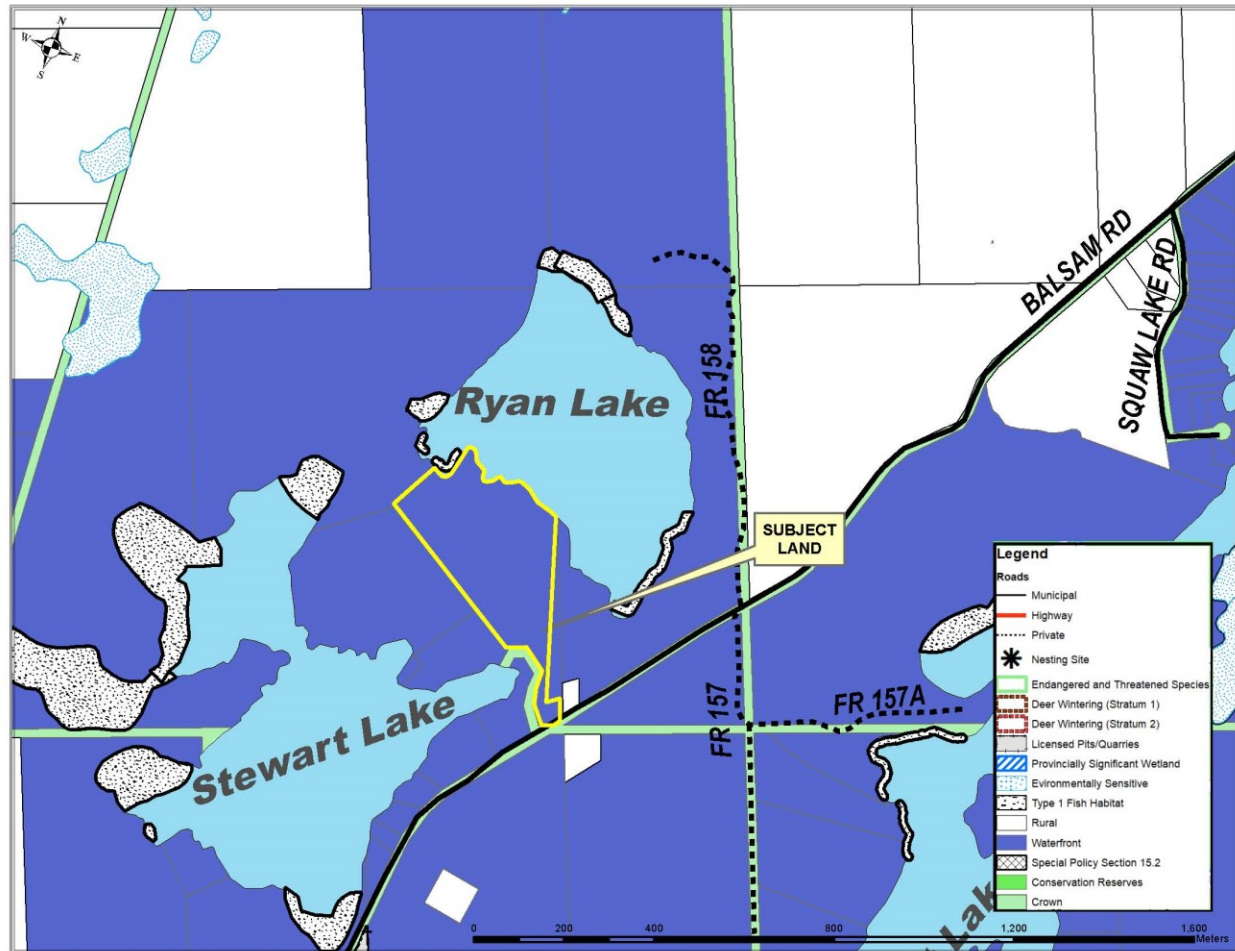 N
W
E
S
BALSAM RD
SQUAW LAKE RD
FR 158
Ryan Lake
SUBJECT
LAND
FR 157
FR 157A
Stewart Lake
Lake
Legend
Roads
Municipal
Highway
Private
Nesting Site
Endangered and Threatened Species
Deer Wintering (Stratum 1)
Deer Wintering (Stratum 2)
Licensed Pits/Quarries
Provincially Significant Wetland
Evironmentally Sensitive
Type 1 Fish Habitat
Rural
Waterfront
Special Policy Section 15.2
Conservation Reserves
Crown
0 200 400 800 1,200 1,600
Meters